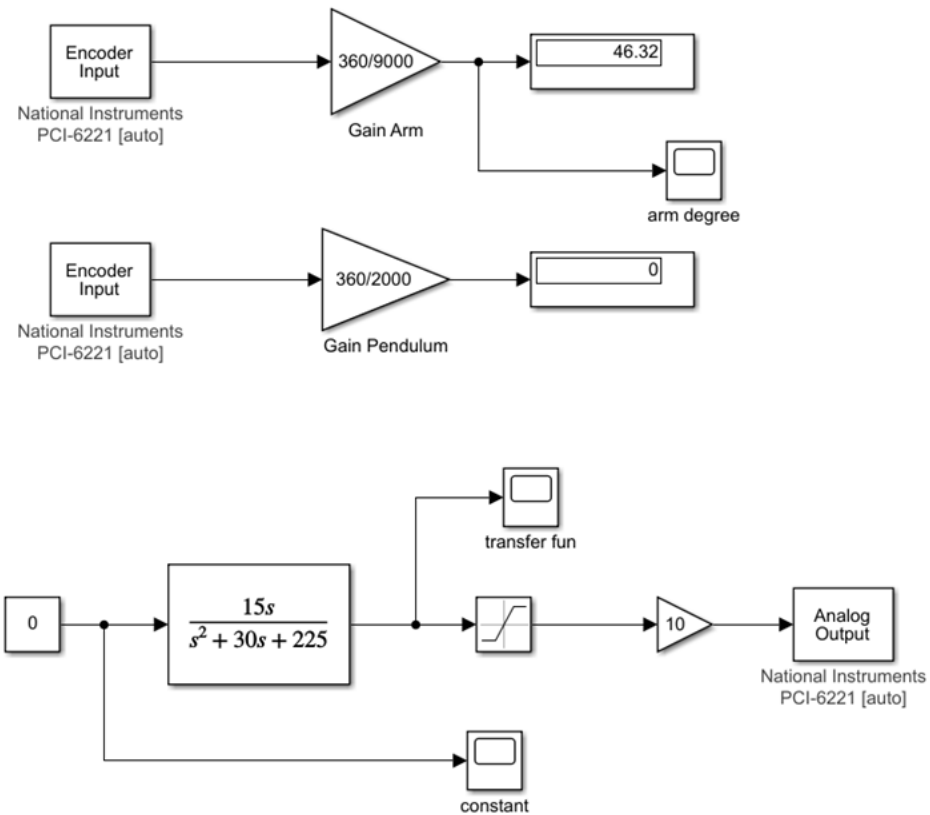 Encoder
Input
360/9000
46.32
National Instruments
PCI-6221 [auto]
Gain Arm
arm degree
Encoder
Input
360/2000
0
National Instruments
PCI-6221 [auto]
Gain Pendulum
transfer fun
0
15s
s² + 30s + 225
10
Analog
Output
National Instruments
PCI-6221 [auto]
constant